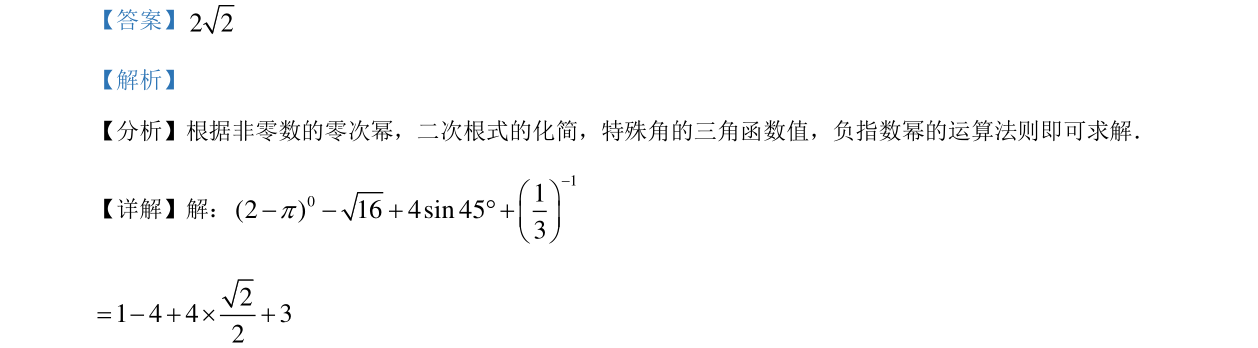 【答案】2√2
【解析】
【分析】根据非零数的零次幂，二次根式的化简，特殊角的三角函数值，负指数幂的运算法则即可求解．
【详解】解：(2−π)⁰−√16+4sin45°+(1/3)⁻¹
=1−4+4×√2/2+3